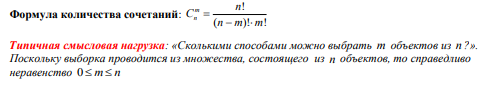 Формула количества сочетаний: C_n^m = n! / ((n − m)! · m!)
Типичная смысловая нагрузка: «Сколькими способами можно выбрать m объектов из n ?».
Поскольку выборка проводится из множества, состоящего из n объектов, то справедливо
неравенство 0 ≤ m ≤ n